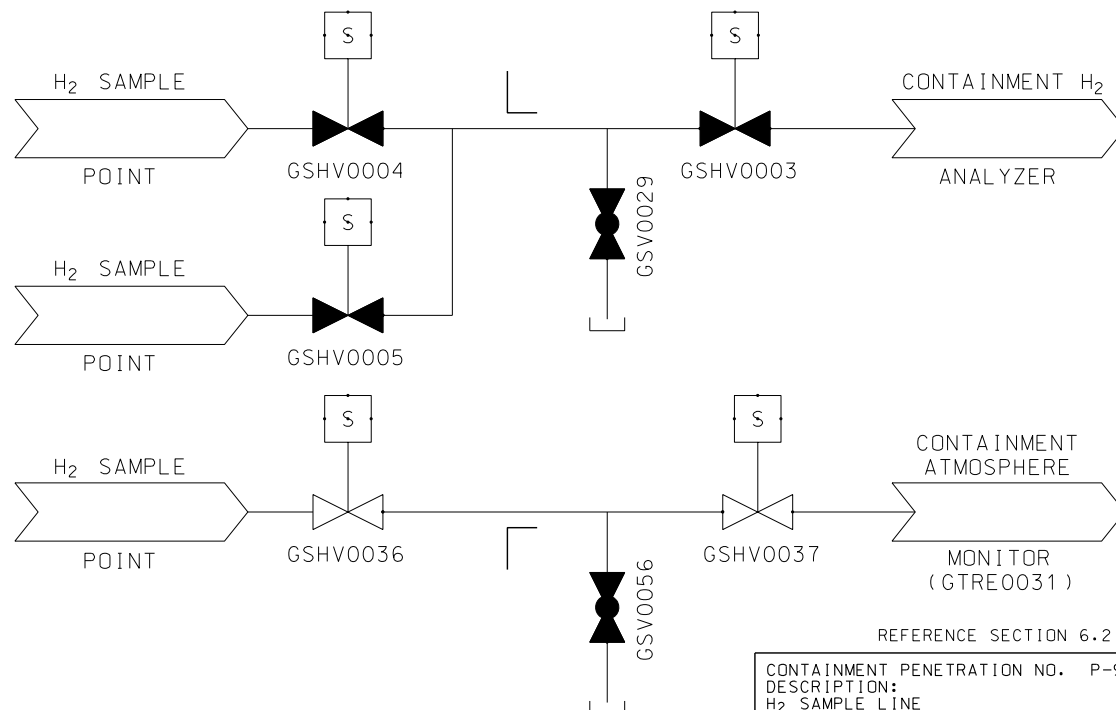 S
S
H₂ SAMPLE
CONTAINMENT H₂
POINT
GSHV0004
GSHV0003
ANALYZER
GSV0029
S
H₂ SAMPLE
POINT
GSHV0005
S
S
H₂ SAMPLE
CONTAINMENT
ATMOSPHERE
POINT
GSHV0036
GSHV0037
MONITOR
(GTRE0031)
GSV0056
REFERENCE SECTION 6.2
CONTAINMENT PENETRATION NO. P-9
DESCRIPTION:
H₂ SAMPLE LINE